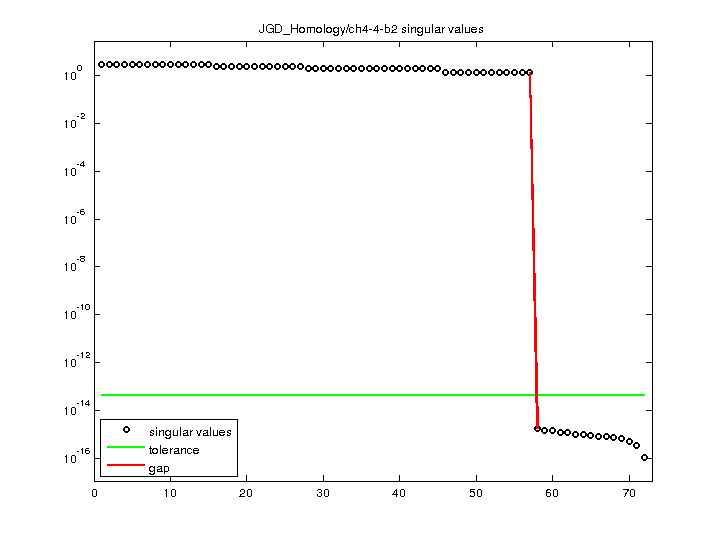 JGD_Homology/ch4-4-b2 singular values
10^0
10^-2
10^-4
10^-6
10^-8
10^-10
10^-12
10^-14
10^-16
singular values
tolerance
gap
0 10 20 30 40 50 60 70